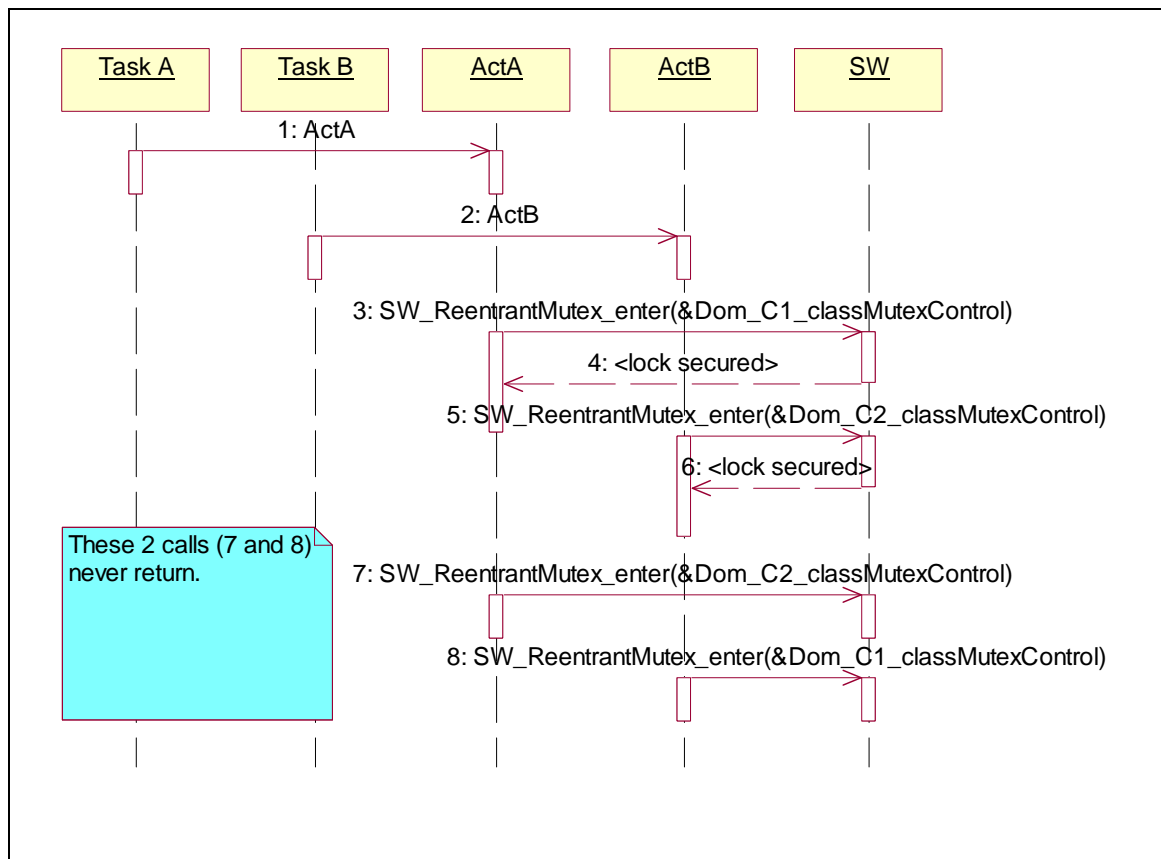 Task A
Task B
ActA
ActB
SW
1: ActA
2: ActB
3: SW_ReentrantMutex_enter(&Dom_C1_classMutexControl)
4: <lock secured>
5: SW_ReentrantMutex_enter(&Dom_C2_classMutexControl)
6: <lock secured>
These 2 calls (7 and 8)
never return.
7: SW_ReentrantMutex_enter(&Dom_C2_classMutexControl)
8: SW_ReentrantMutex_enter(&Dom_C1_classMutexControl)